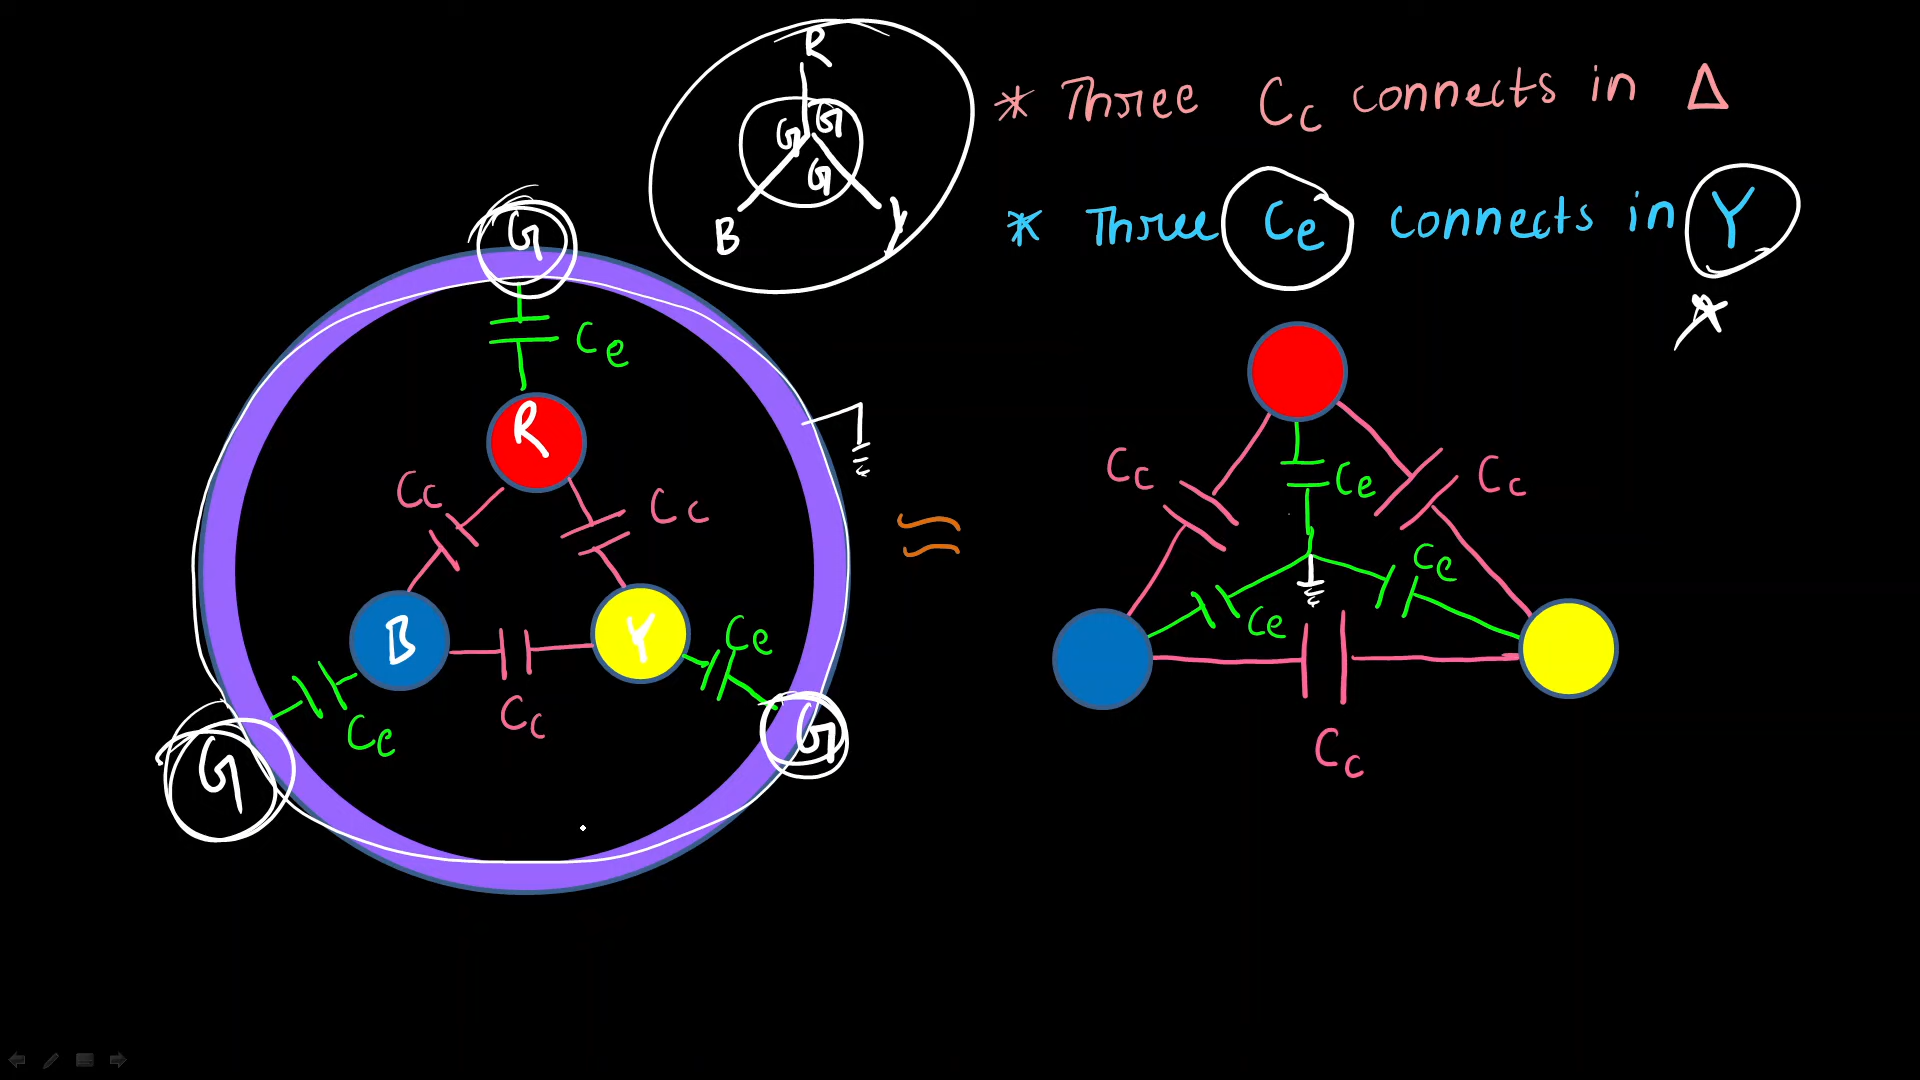 R
G G
G
B Y
* Three Cc connects in Δ
* Three Ce connects in Y
G
Ce
R
Cc Cc
B Y
Ce
Cc
Ce
G
G
≈
Cc Ce Cc
Ce
Ce
Cc